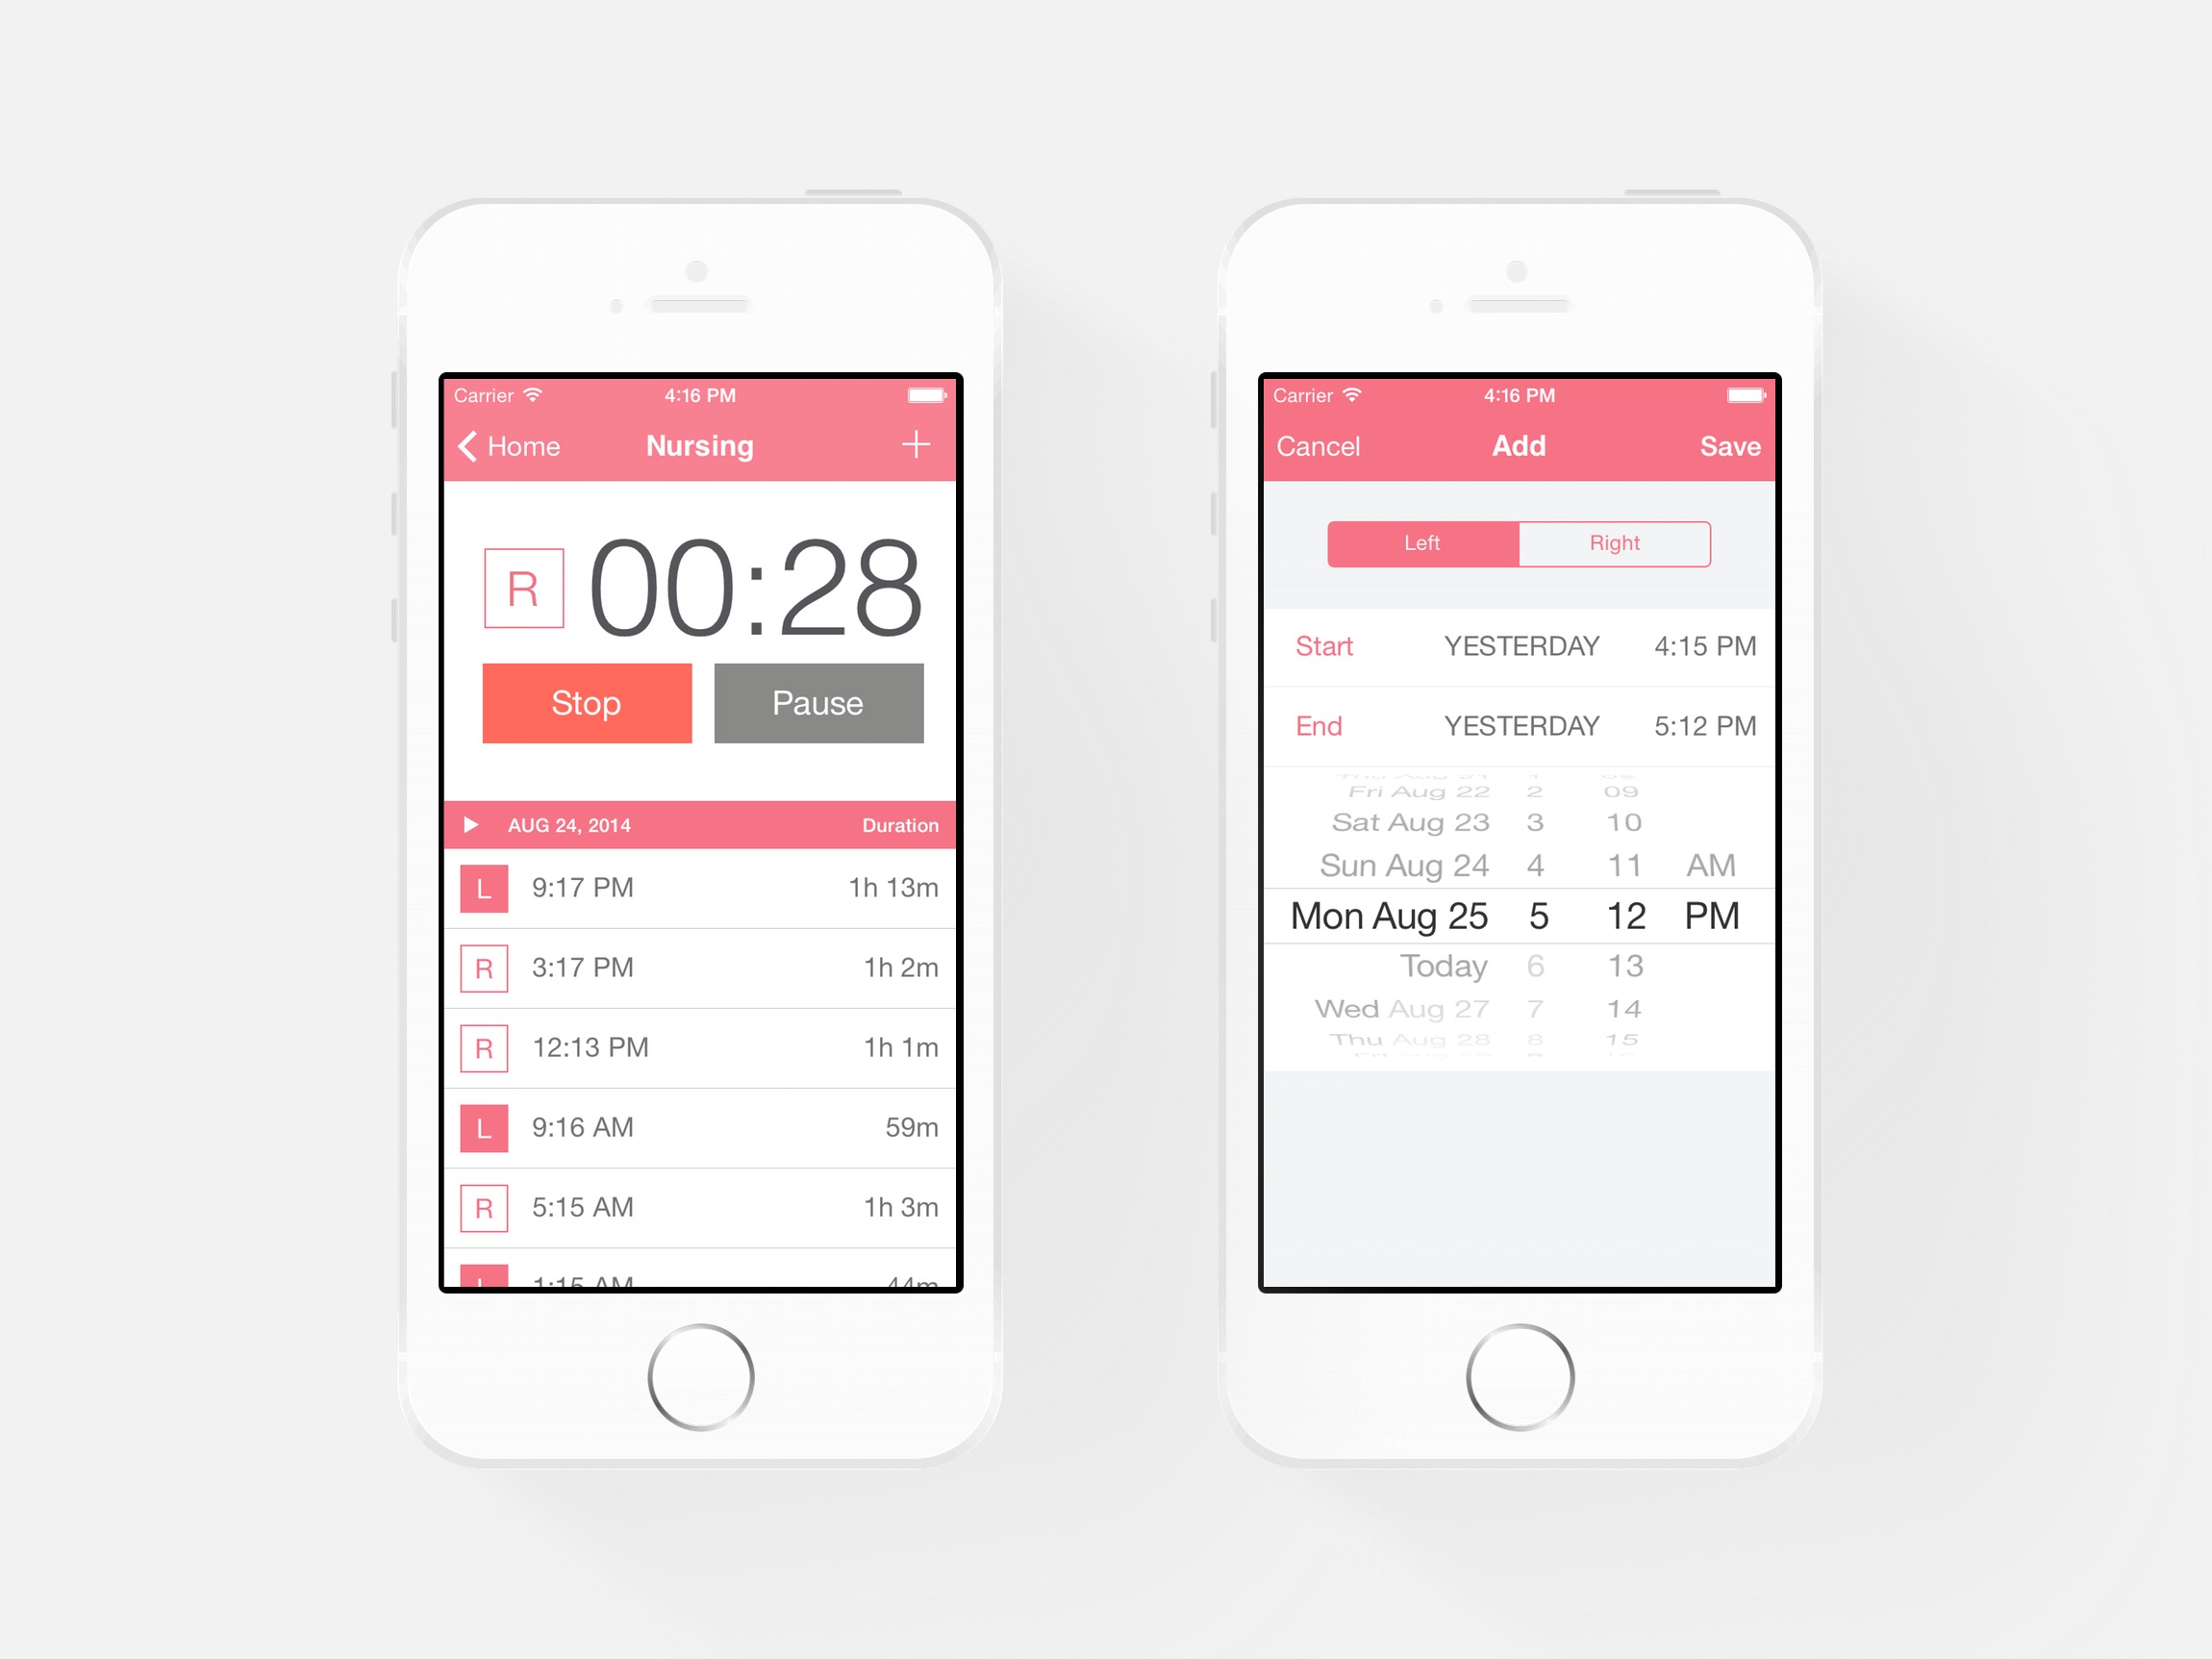 Carrier 4:16 PM
Home Nursing +
R 00:28
Stop Pause
AUG 24, 2014 Duration
L 9:17 PM 1h 13m
R 3:17 PM 1h 2m
R 12:13 PM 1h 1m
L 9:16 AM 59m
R 5:15 AM 1h 3m
L 1:15 AM 44m
Carrier 4:16 PM
Cancel Add Save
Left Right
Start YESTERDAY 4:15 PM
End YESTERDAY 5:12 PM
Fri Aug 22 2 09
Sat Aug 23 3 10
Sun Aug 24 4 11 AM
Mon Aug 25 5 12 PM
Today 6 13
Wed Aug 27 7 14
Thu Aug 28 8 15